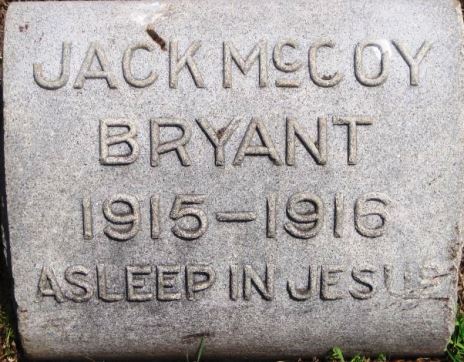 JACK McCOY
BRYANT
1915-1916
ASLEEP IN JESUS